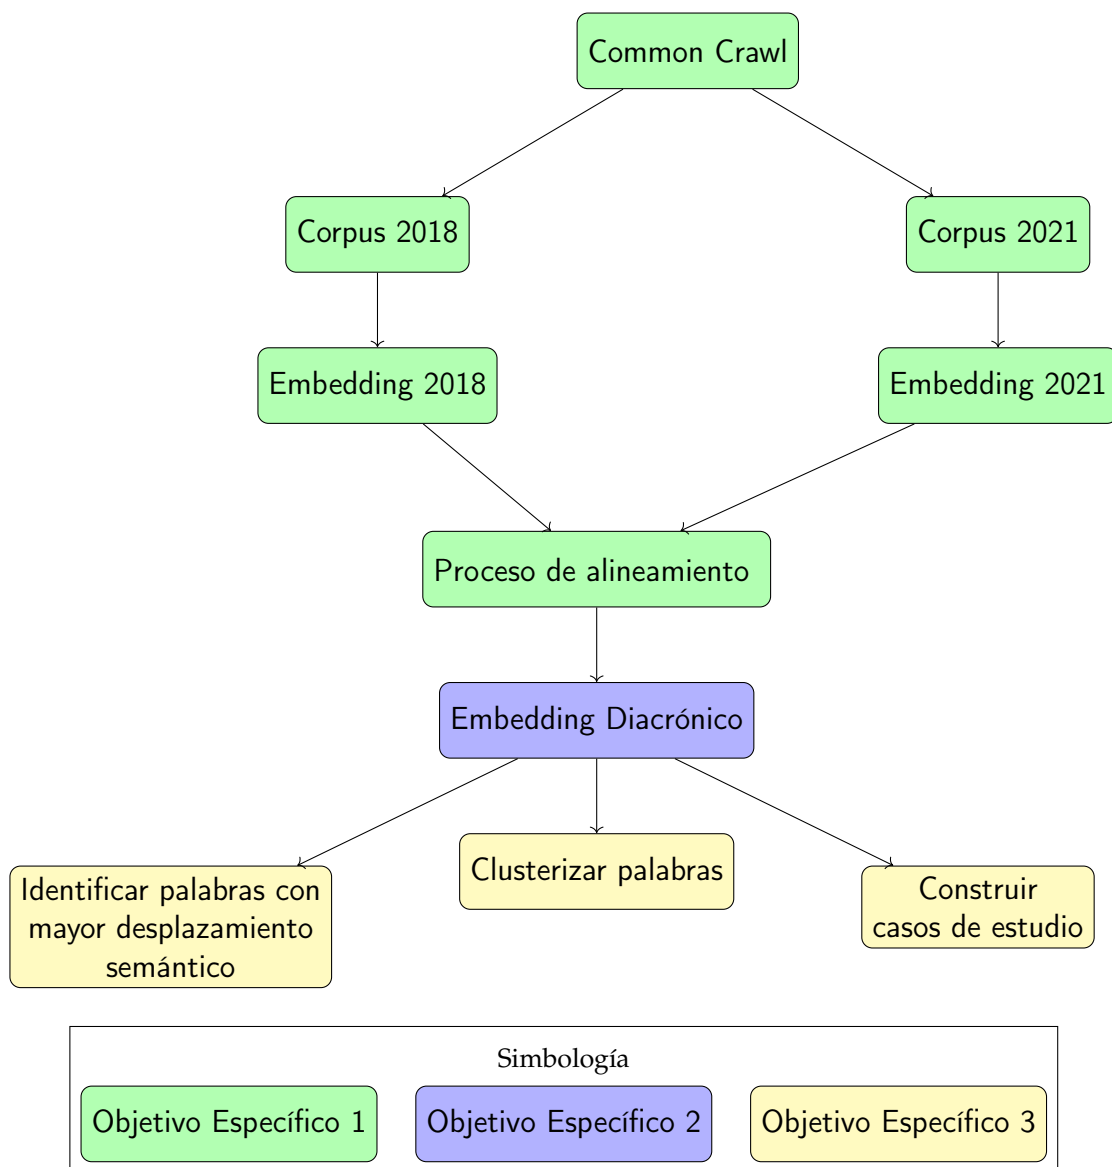 Common Crawl
Corpus 2018
Corpus 2021
Embedding 2018
Embedding 2021
Proceso de alineamiento
Embedding Diacrónico
Identificar palabras con
mayor desplazamiento
semántico
Clusterizar palabras
Construir
casos de estudio
Simbología
Objetivo Específico 1
Objetivo Específico 2
Objetivo Específico 3